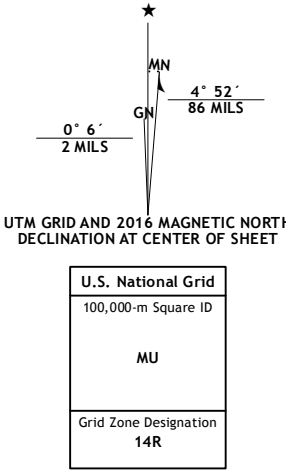 ★
MN
GN
4° 52´
86 MILS
0° 6´
2 MILS
UTM GRID AND 2016 MAGNETIC NORTH
DECLINATION AT CENTER OF SHEET
U.S. National Grid
100,000-m Square ID
MU
Grid Zone Designation
14R